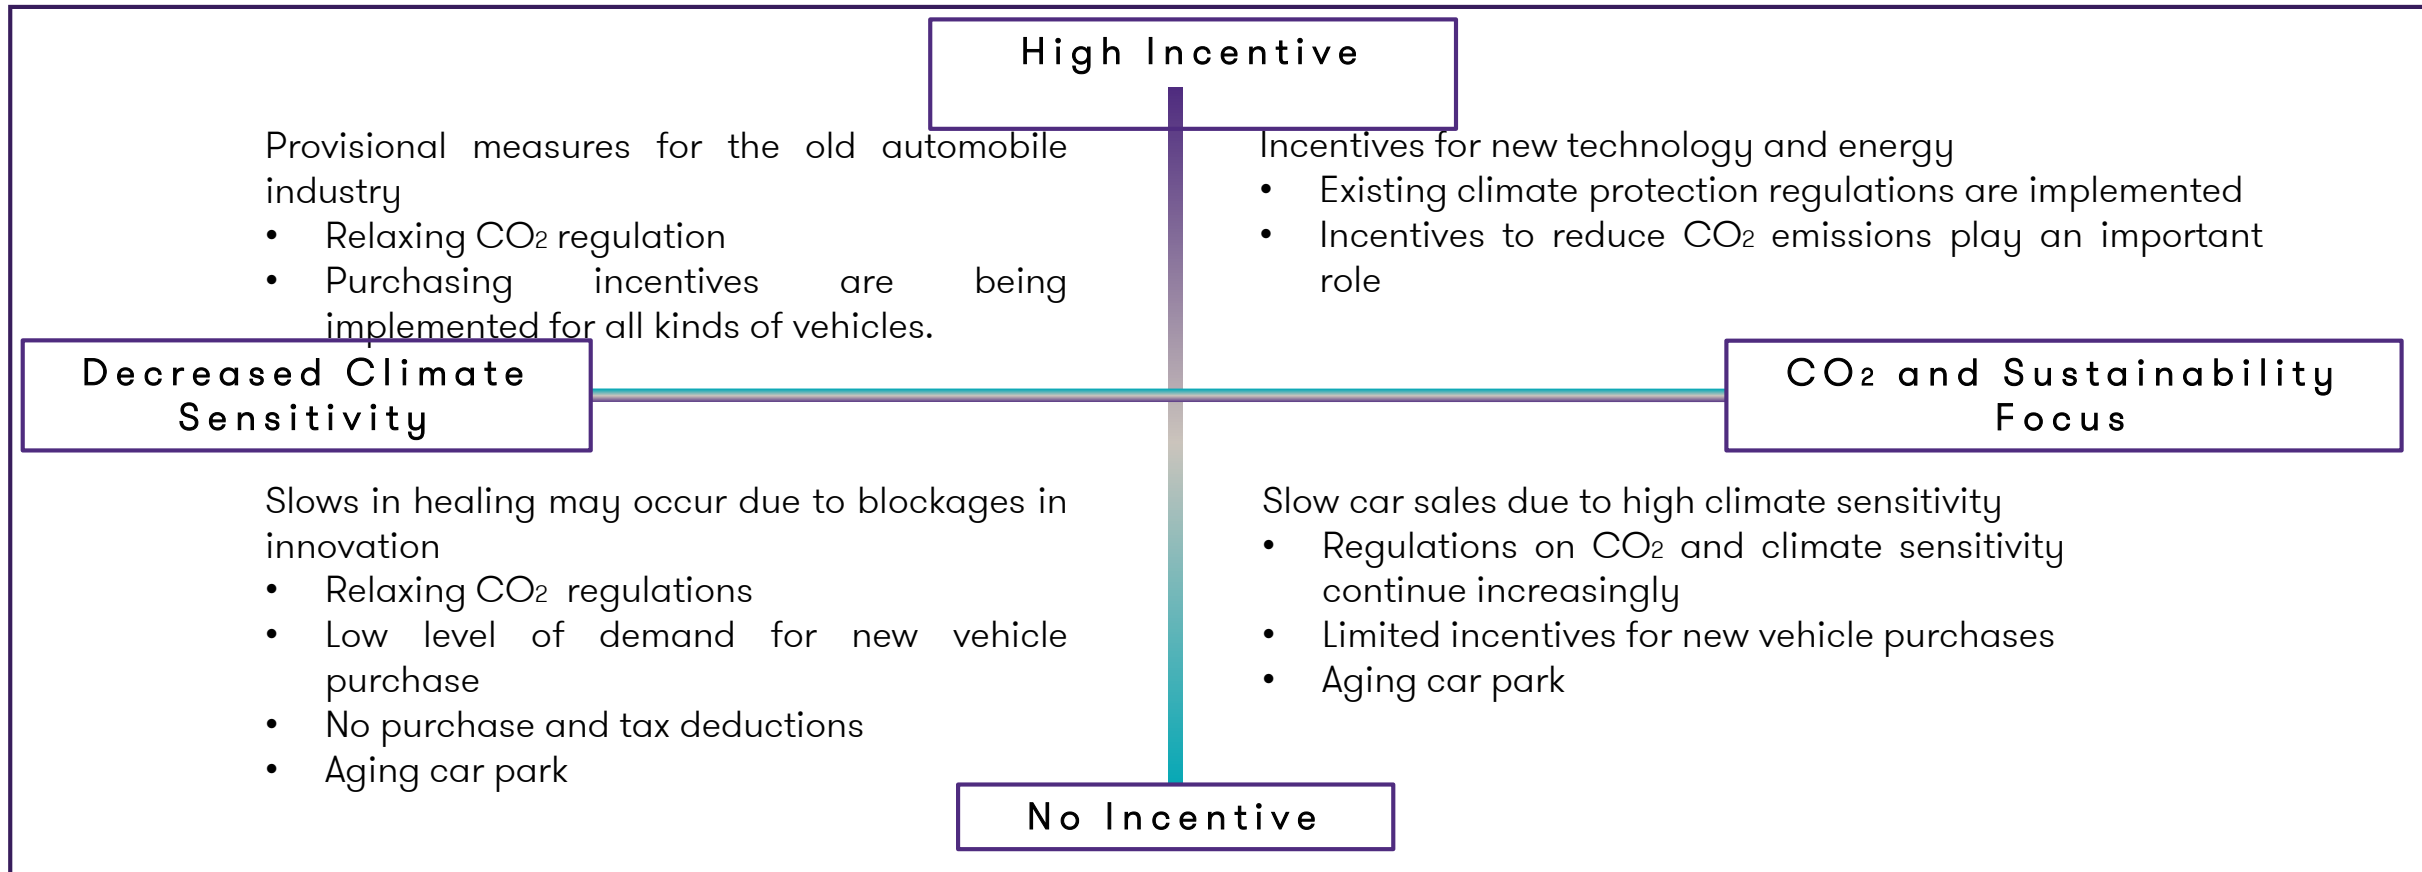 High Incentive
Provisional measures for the old automobile
industry
• Relaxing CO₂ regulation
• Purchasing incentives are being
implemented for all kinds of vehicles.
Incentives for new technology and energy
• Existing climate protection regulations are implemented
• Incentives to reduce CO₂ emissions play an important
role
Decreased Climate
Sensitivity
CO₂ and Sustainability
Focus
Slows in healing may occur due to blockages in
innovation
• Relaxing CO₂ regulations
• Low level of demand for new vehicle
purchase
• No purchase and tax deductions
• Aging car park
Slow car sales due to high climate sensitivity
• Regulations on CO₂ and climate sensitivity
continue increasingly
• Limited incentives for new vehicle purchases
• Aging car park
No Incentive